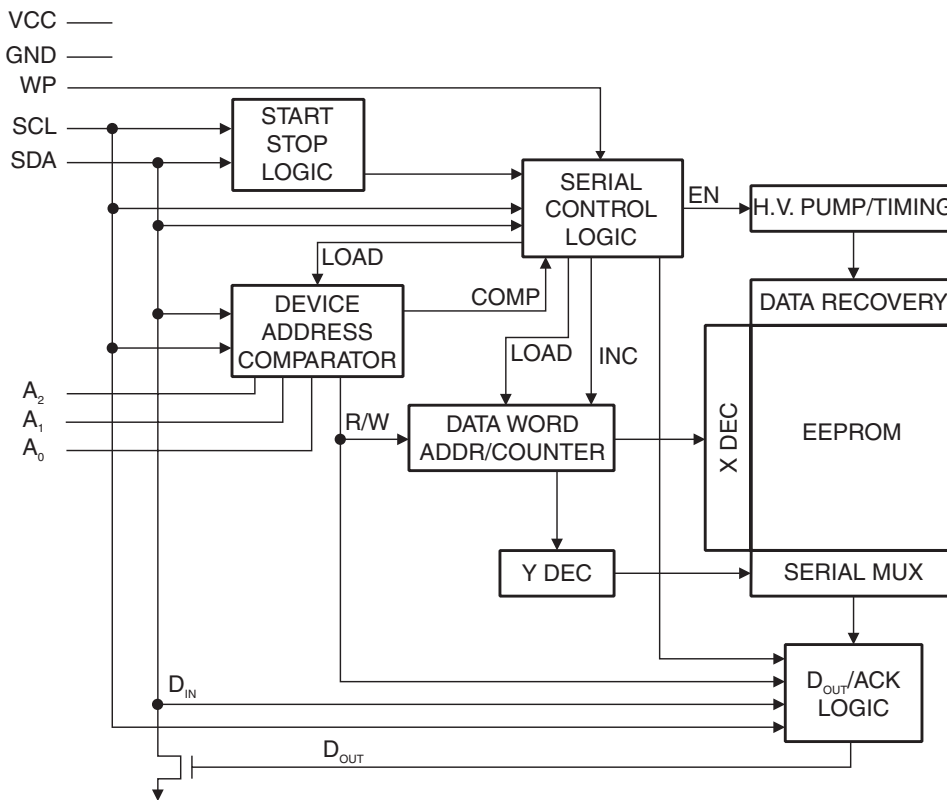 VCC
GND
WP
SCL
SDA
START
STOP
LOGIC
SERIAL
CONTROL
LOGIC
EN
H.V. PUMP/TIMING
LOAD
COMP
DEVICE
ADDRESS
COMPARATOR
DATA RECOVERY
LOAD
INC
A2
A1
A0
R/W
DATA WORD
ADDR/COUNTER
X DEC
EEPROM
Y DEC
SERIAL MUX
DIN
DOUT/ACK
LOGIC
DOUT